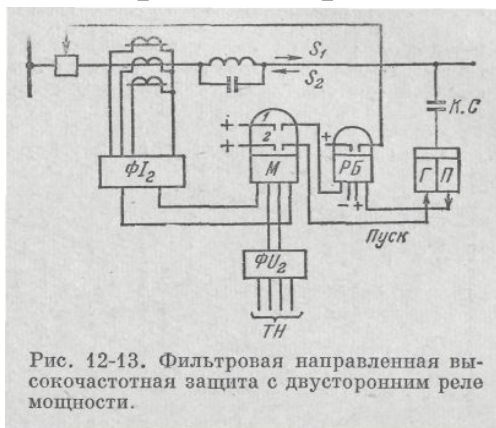 S₁
S₂
К.С
+ 1
+ 2
+
ФI₂
М
РБ
Г П
- +
Пуск
ФU₂
ТН
Рис. 12-13. Фильтровая направленная вы-
сокочастотная защита с двусторонним реле
мощности.